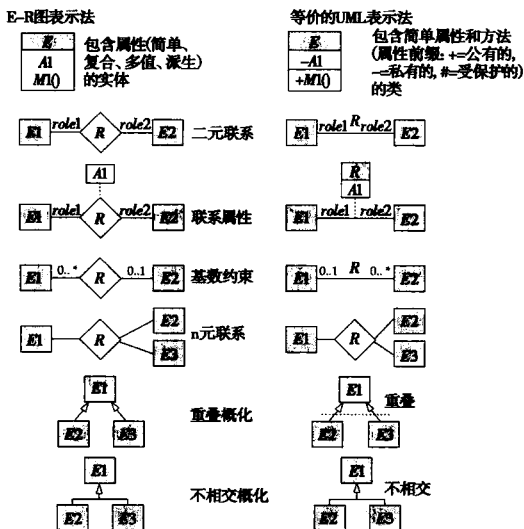 E-R图表示法
等价的UML表示法
E
A1
M1()
包含属性(简单、
复合、多值、派生)
的实体
E
-A1
+M1()
包含简单属性和方法
(属性前缀: +=公有的,
-=私有的, #=受保护的)
的类
E1 role1 R role2 E2 二元联系
E1 role1 R role2 E2
A1
E1 role1 R role2 E2 联系属性
R
A1
E1 role1 role2 E2
E1 0..* R 0..1 E2 基数约束
E1 0..1 R 0..* E2
E1 R E2 E3 n元联系
E1 R E2 E3
E1
E2 E3
重叠概化
E1
重叠
E2 E3
E1
E2 E3
不相交概化
E1
不相交
E2 E3